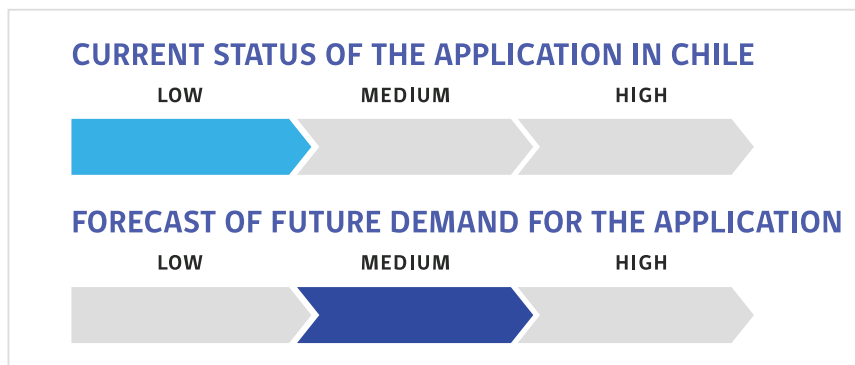 CURRENT STATUS OF THE APPLICATION IN CHILE
LOW MEDIUM HIGH
FORECAST OF FUTURE DEMAND FOR THE APPLICATION
LOW MEDIUM HIGH